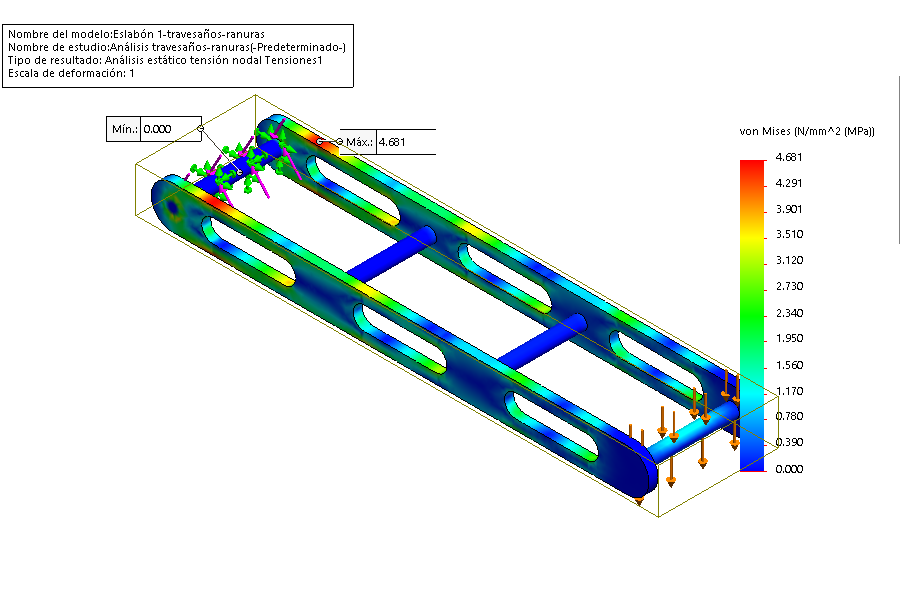 Nombre del modelo:Eslabón 1-travesaños-ranuras
Nombre de estudio:Análisis travesaños-ranuras(-Predeterminado-)
Tipo de resultado: Análisis estático tensión nodal Tensiones1
Escala de deformación: 1
Mín.: 0.000
Máx.: 4.681
von Mises (N/mm^2 (MPa))
4.681
4.291
3.901
3.510
3.120
2.730
2.340
1.950
1.560
1.170
0.780
0.390
0.000